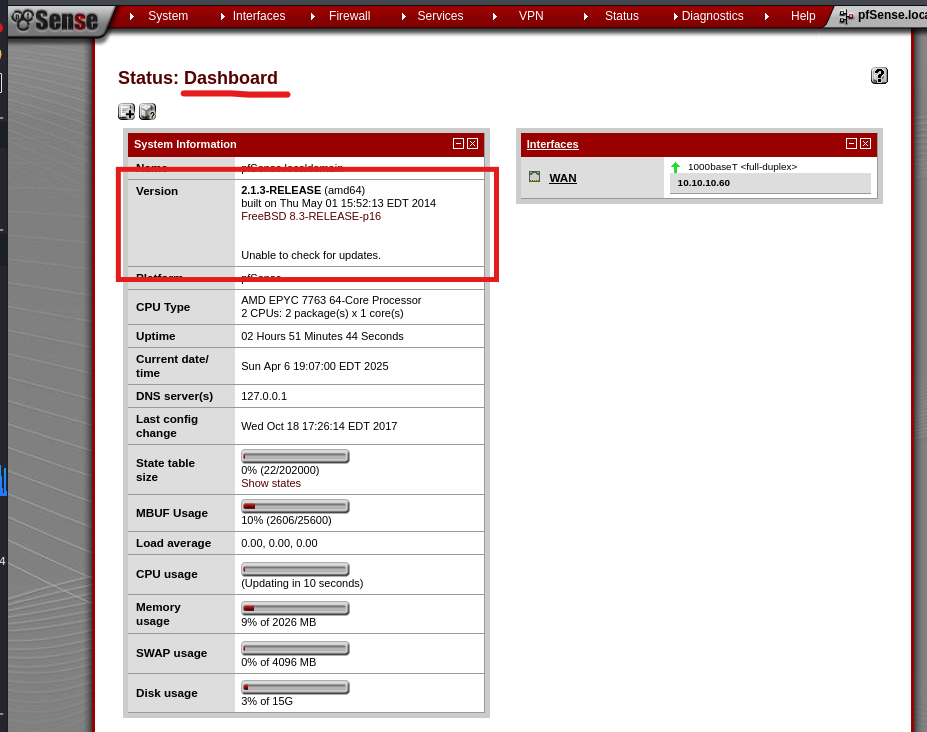 Sense
System
Interfaces
Firewall
Services
VPN
Status
Diagnostics
Help
pfSense.loca
Status: Dashboard
?
System Information
Name pfSense.localdomain
Version 2.1.3-RELEASE (amd64)
built on Thu May 01 15:52:13 EDT 2014
FreeBSD 8.3-RELEASE-p16
Unable to check for updates.
Platform pfSense
CPU Type AMD EPYC 7763 64-Core Processor
2 CPUs: 2 package(s) x 1 core(s)
Uptime 02 Hours 51 Minutes 44 Seconds
Current date/
time
Sun Apr 6 19:07:00 EDT 2025
DNS server(s) 127.0.0.1
Last config
change
Wed Oct 18 17:26:14 EDT 2017
State table
size
0% (22/202000)
Show states
MBUF Usage
10% (2606/25600)
Load average 0.00, 0.00, 0.00
CPU usage
(Updating in 10 seconds)
Memory
usage
9% of 2026 MB
SWAP usage
0% of 4096 MB
Disk usage
3% of 15G
Interfaces
WAN
1000baseT <full-duplex>
10.10.10.60
4